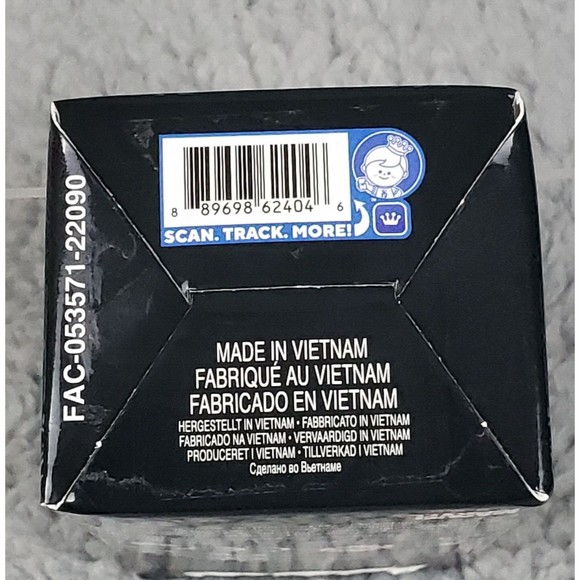 8 89698 62404 6
SCAN. TRACK. MORE!
FAC-053571-22090
MADE IN VIETNAM
FABRIQUÉ AU VIETNAM
FABRICADO EN VIETNAM
HERGESTELLT IN VIETNAM • FABBRICATO IN VIETNAM
FABRICADO NA VIETNAM • VERVAARDIGD IN VIETNAM
PRODUCERET I VIETNAM • TILLVERKAD I VIETNAM
Сделано во Вьетнаме